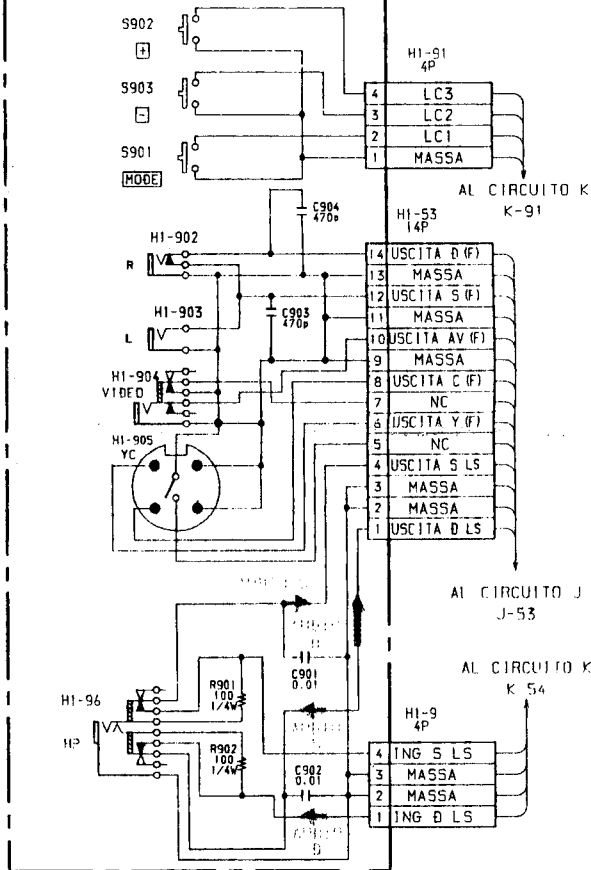 S902
+
S903
-
S901
MODE
H1-91
4P
4 LC3
3 LC2
2 LC1
1 MASSA
AL CIRCUITO K
K-91
C904
470p
H1-53
14P
H1-902
R
H1-903
L
C903
470p
H1-904
VIDEO
H1-905
YC
14 USCITA D (F)
13 MASSA
12 USCITA S (F)
11 MASSA
10 USCITA AV (F)
9 MASSA
8 USCITA C (F)
7 NC
6 USCITA Y (F)
5 NC
4 USCITA S LS
3 MASSA
2 MASSA
1 USCITA D LS
AL CIRCUITO J
J-53
AL CIRCUITO K
K 54
C901
0.01
R901
100
1/4W
H1-96
HP
R902
100
1/4W
C902
0.01
AUDIO
D
H1-9
4P
4 ING S LS
3 MASSA
2 MASSA
1 ING D LS